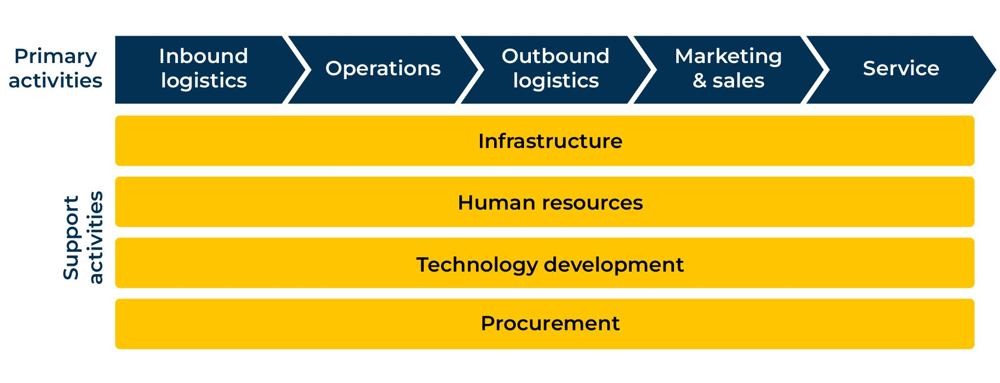 Primary
activities
Inbound
logistics
Operations
Outbound
logistics
Marketing
& sales
Service
Support
activities
Infrastructure
Human resources
Technology development
Procurement